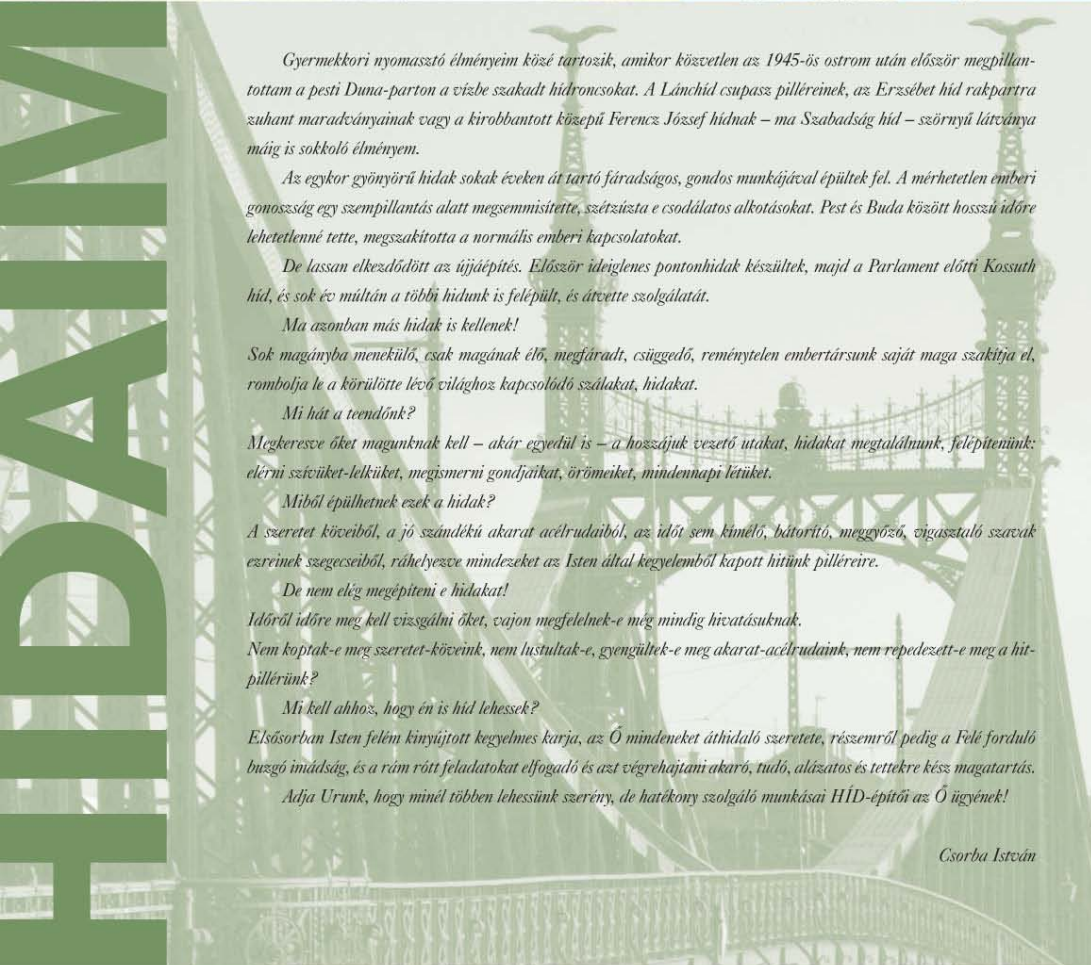 HIDAIM
Gyermekkori nyomasztó élményeim közé tartozik, amikor közvetlen az 1945-ös ostrom után először megpillan-
tottam a pesti Duna-parton a vízbe szakadt hídroncsokat. A Lánchíd csupasz pilléreinek, az Erzsébet híd rakpartra
zuhant maradványainak vagy a kirobbantott közepű Ferencz József hídnak – ma Szabadság híd – szörnyű látványa
máig is sokkoló élményem.
Az egykor gyönyörű hidak sokak éveken át tartó fáradságos, gondos munkájával épültek fel. A mérhetetlen emberi
gonoszság egy szempillantás alatt megsemmisítette, szétzúzta e csodálatos alkotásokat. Pest és Buda között hosszú időre
lehetetlenné tette, megszakította a normális emberi kapcsolatokat.
De lassan elkezdődött az újjáépítés. Először ideiglenes pontonhidak készültek, majd a Parlament előtti Kossuth
híd, és sok év múltán a többi hidunk is felépült, és átvette szolgálatát.
Ma azonban más hidak is kellenek!
Sok magányba menekülő, csak magának élő, megfáradt, csüggedő, reménytelen embertársunk saját maga szakítja el,
rombolja le a körülötte lévő világhoz kapcsolódó szálakat, hidakat.
Mi hát a teendőnk?
Megkeresve őket magunknak kell – akár egyedül is – a hozzájuk vezető utakat, hidakat megtalálnunk, felépítenünk:
elérni szívüket-lelküket, megismerni gondjaikat, örömeiket, mindennapi létüket.
Miből épülhetnek ezek a hidak?
A szeretet köveiből, a jó szándékú akarat acélrudaiból, az időt sem kímélő, bátorító, meggyőző, vigasztaló szavak
ezreinek szegecseiből, ráhelyezve mindezeket az Isten által kegyelemből kapott hitünk pilléreire.
De nem elég megépíteni e hidakat!
Időről időre meg kell vizsgálni őket, vajon megfelelnek-e még mindig hivatásuknak.
Nem koptak-e meg szeretet-köveink, nem lustultak-e, gyengültek-e meg akarat-acélrudaink, nem repedezett-e meg a hit-
pillérünk?
Mi kell ahhoz, hogy én is híd lehessek?
Elsősorban Isten felém kinyújtott kegyelmes karja, az Ő mindeneket áthidaló szeretete, részemről pedig a Felé forduló
buzgó imádság, és a rám rótt feladatokat elfogadó és azt végrehajtani akaró, tudó, alázatos és tettekre kész magatartás.
Adja Urunk, hogy minél többen lehessünk szerény, de hatékony szolgáló munkásai HÍD-építői az Ő ügyének!
Csorba István